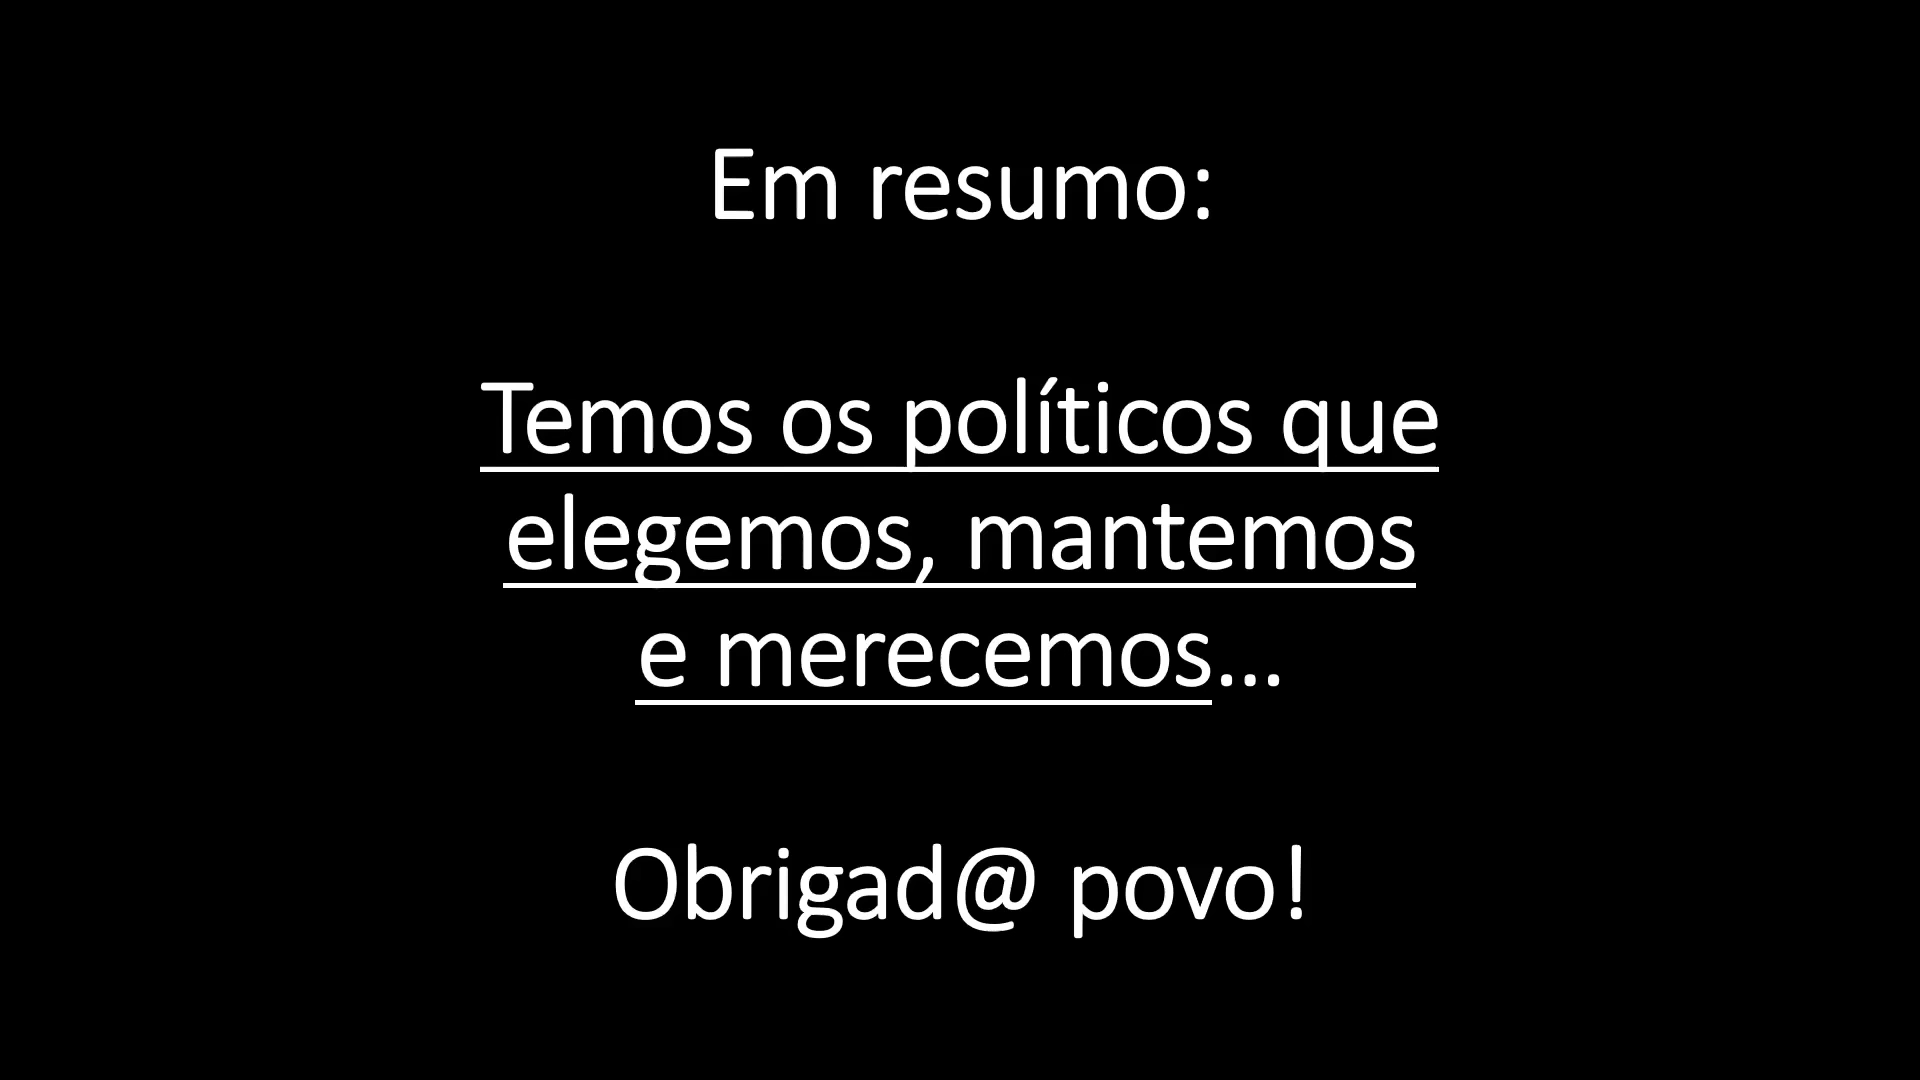 Em resumo:
Temos os políticos que
elegemos, mantemos
e merecemos...
Obrigad@ povo!